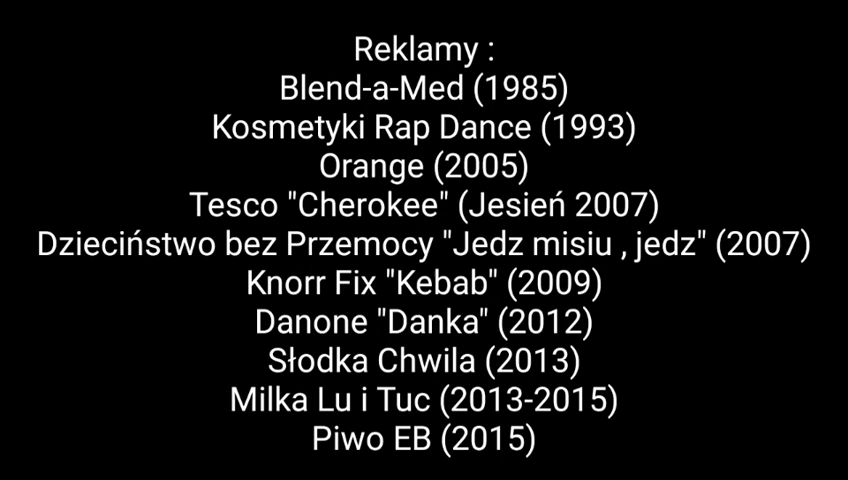 Reklamy :
Blend-a-Med (1985)
Kosmetyki Rap Dance (1993)
Orange (2005)
Tesco "Cherokee" (Jesień 2007)
Dzieciństwo bez Przemocy "Jedz misiu , jedz" (2007)
Knorr Fix "Kebab" (2009)
Danone "Danka" (2012)
Słodka Chwila (2013)
Milka Lu i Tuc (2013-2015)
Piwo EB (2015)